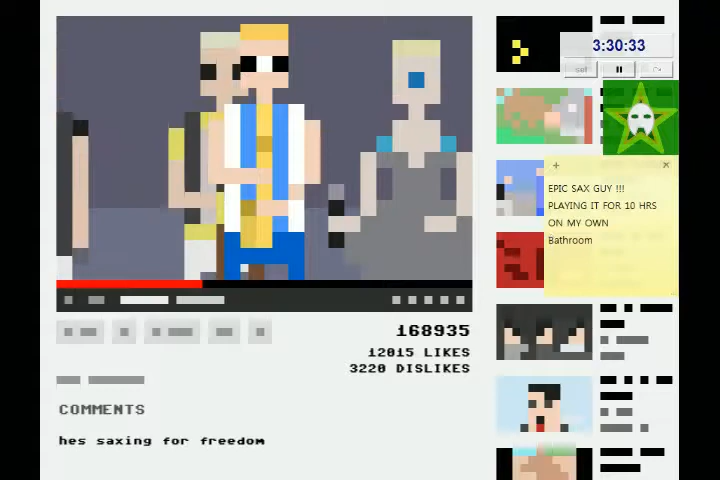 3:30:33
set
EPIC SAX GUY !!!
PLAYING IT FOR 10 HRS
ON MY OWN
Bathroom
168935
12015 LIKES
3220 DISLIKES
COMMENTS
hes saxing for freedom